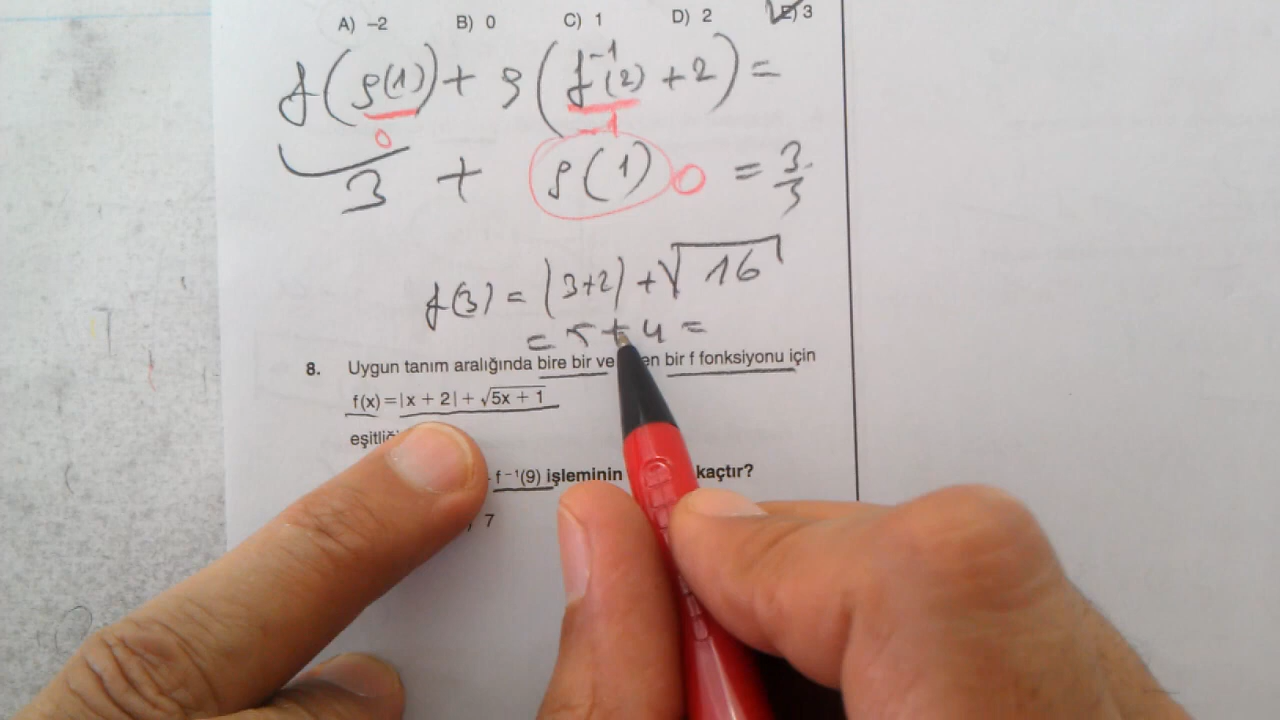 A) –2 B) 0 C) 1 D) 2 E) 3
f(g(1)) + g(f⁻¹(2) + 2) =
0 -1
3 + g(1) 0 = 3
3
f(3) = |3+2| + √16
= 5 + 4 =
8. Uygun tanım aralığında bire bir ve bir f fonksiyonu için
f(x) = |x + 2| + √5x + 1
f⁻¹(9) işleminin kaçtır?
7